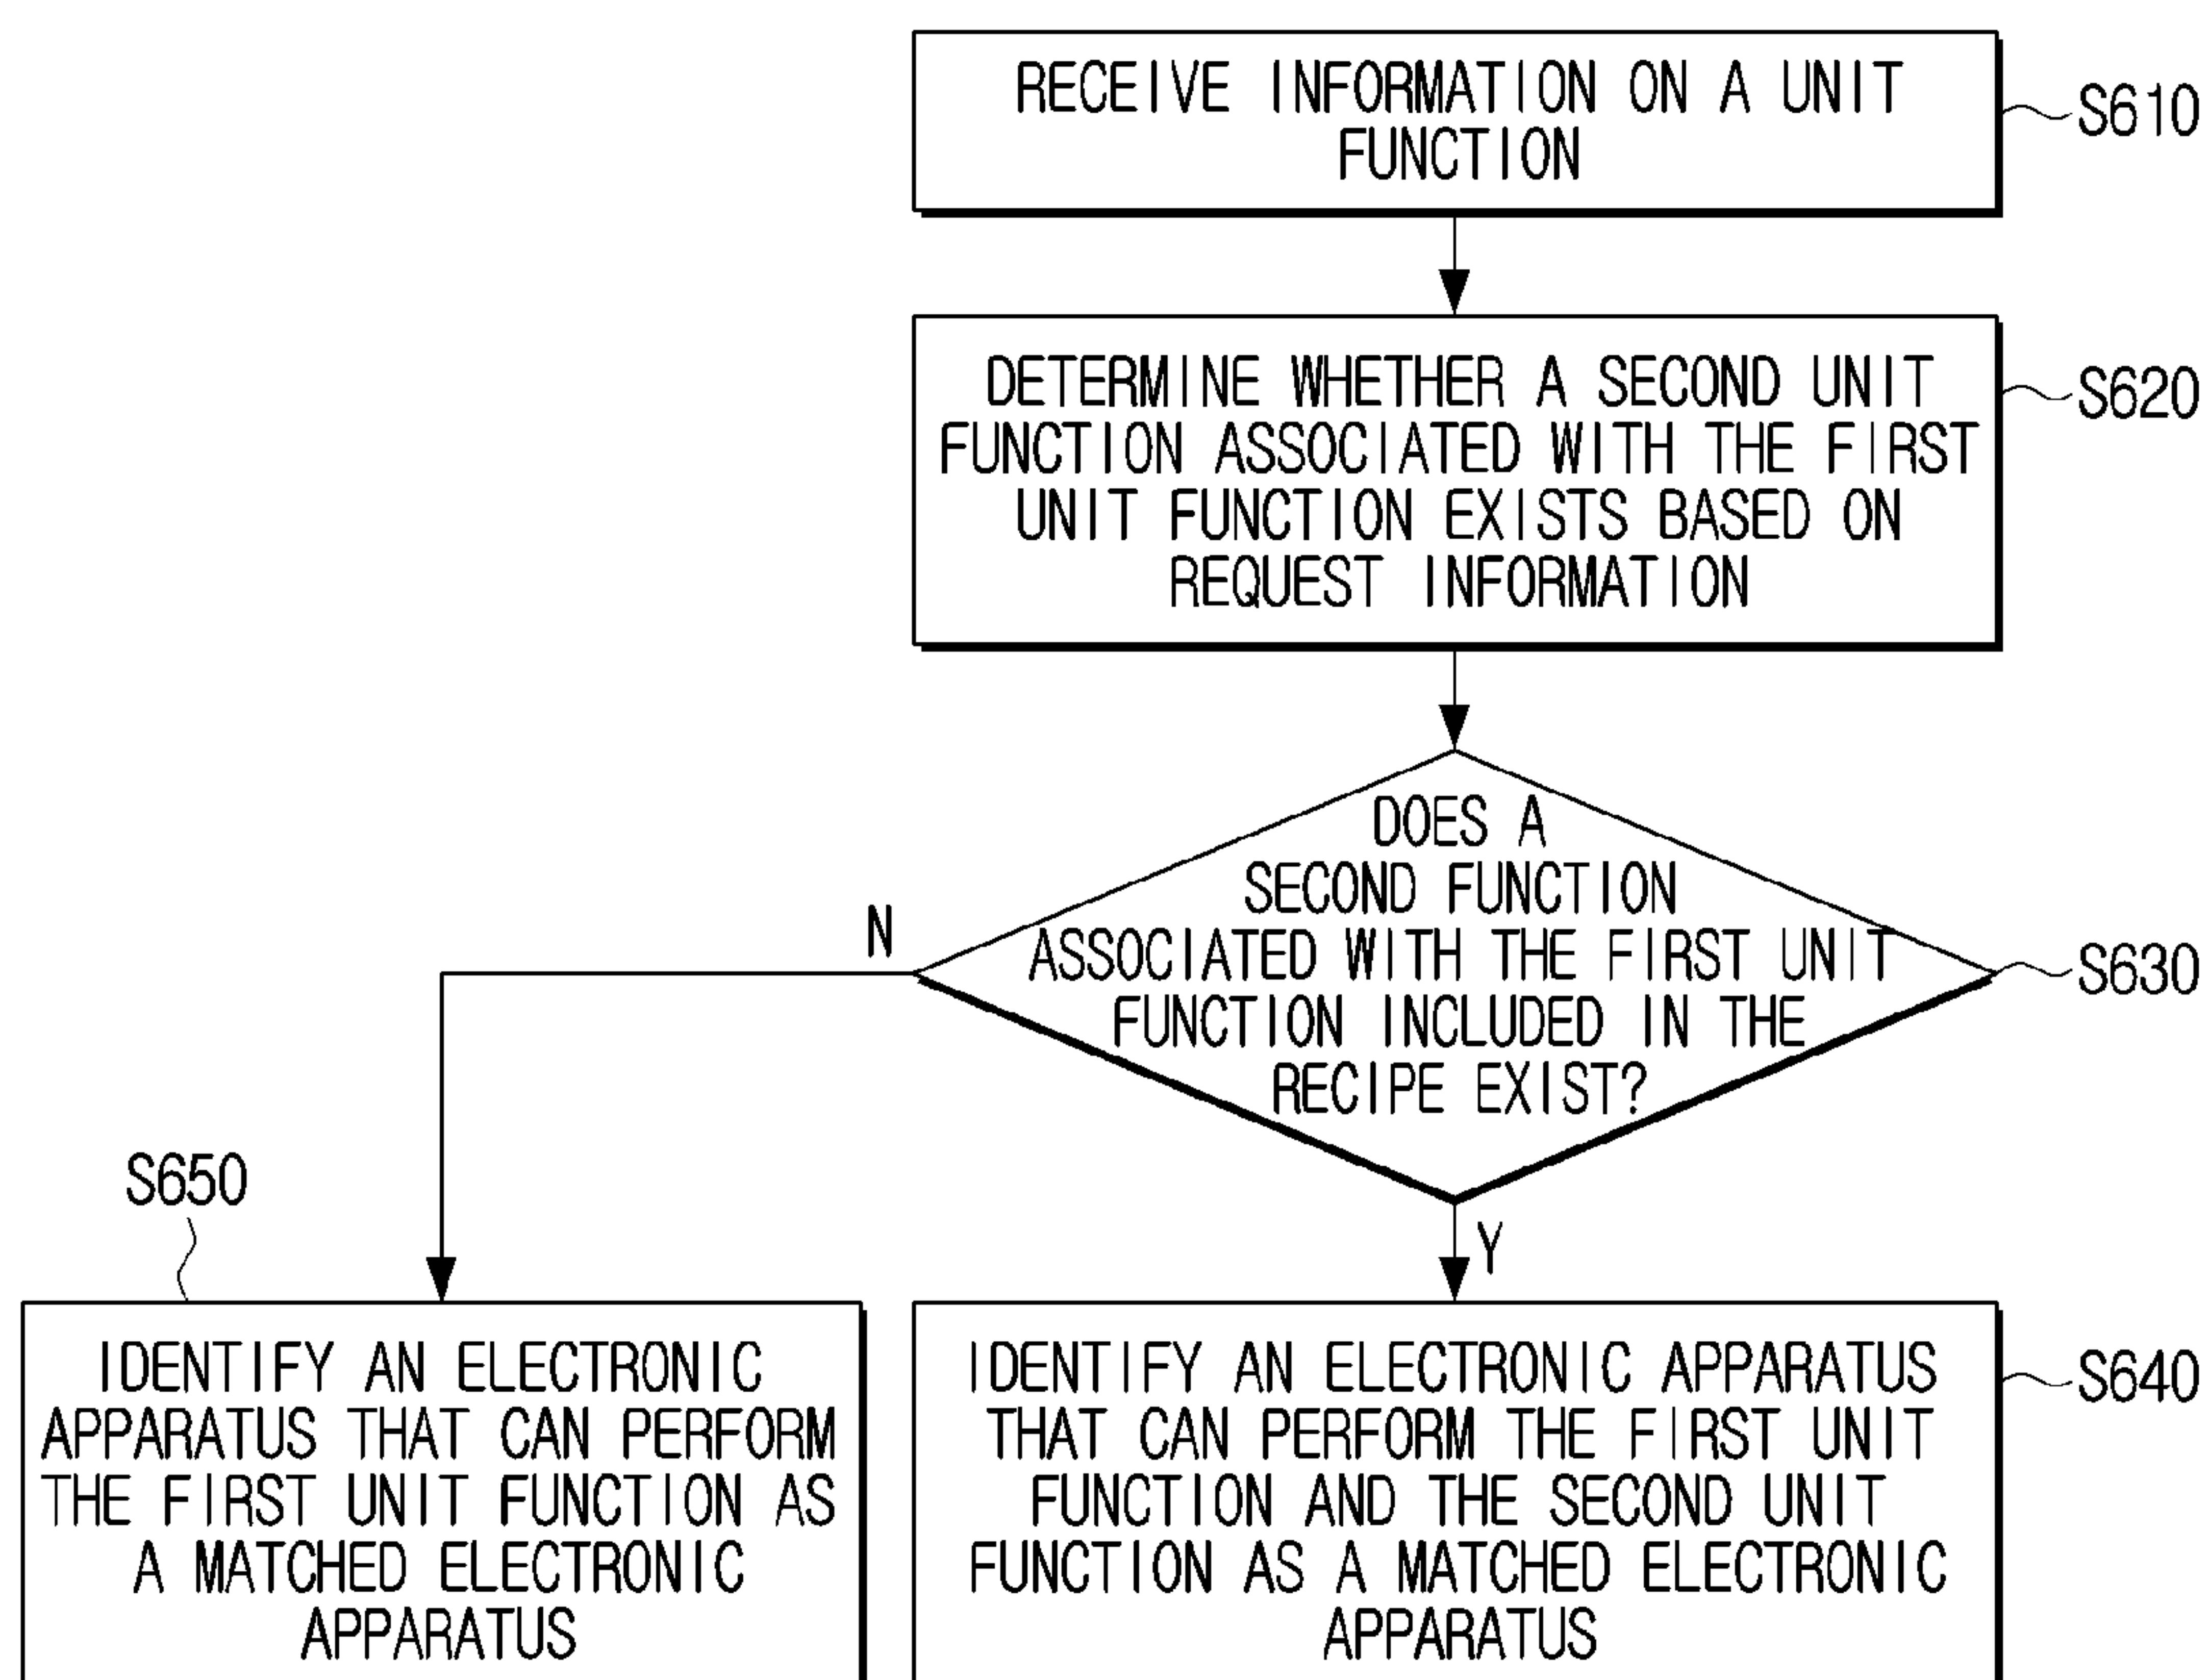 RECEIVE INFORMATION ON A UNIT
FUNCTION
S610
DETERMINE WHETHER A SECOND UNIT
FUNCTION ASSOCIATED WITH THE FIRST
UNIT FUNCTION EXISTS BASED ON
REQUEST INFORMATION
S620
DOES A
SECOND FUNCTION
ASSOCIATED WITH THE FIRST UNIT
FUNCTION INCLUDED IN THE
RECIPE EXIST?
S630
N
Y
S650
IDENTIFY AN ELECTRONIC
APPARATUS THAT CAN PERFORM
THE FIRST UNIT FUNCTION AS
A MATCHED ELECTRONIC
APPARATUS
IDENTIFY AN ELECTRONIC APPARATUS
THAT CAN PERFORM THE FIRST UNIT
FUNCTION AND THE SECOND UNIT
FUNCTION AS A MATCHED ELECTRONIC
APPARATUS
S640